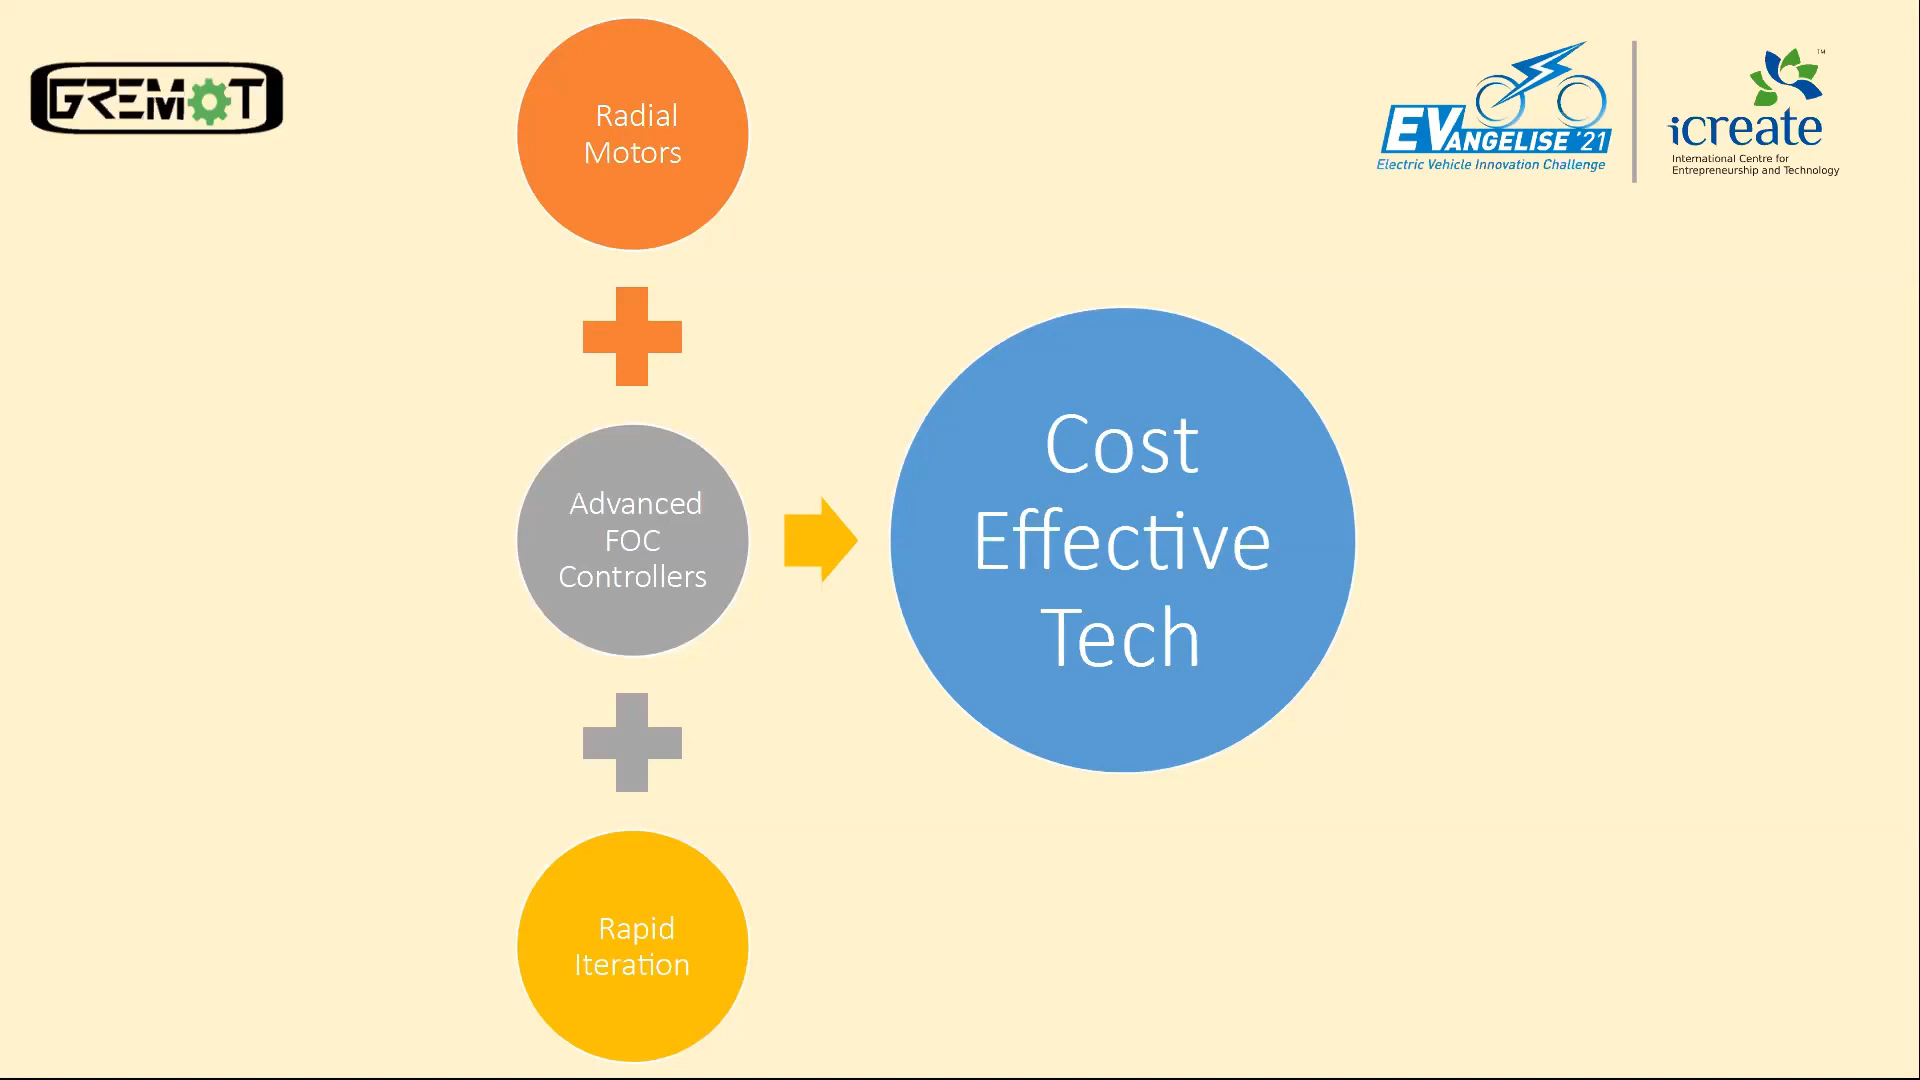 GREMOT
Radial
Motors
EVANGELISE '21
Electric Vehicle Innovation Challenge
icreate
TM
International Centre for
Entrepreneurship and Technology
Advanced
FOC
Controllers
Cost
Effective
Tech
Rapid
Iteration